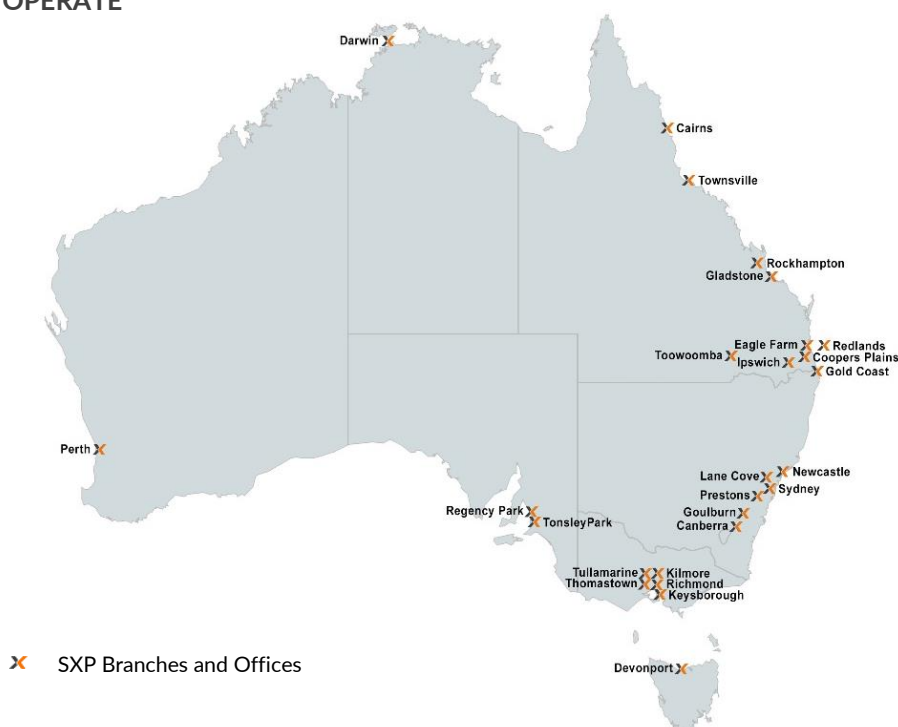 OPERATE
Darwin
Cairns
Townsville
Rockhampton
Gladstone
Eagle Farm
Redlands
Toowoomba
Coopers Plains
Ipswich
Gold Coast
Perth
Newcastle
Lane Cove
Sydney
Prestons
Regency Park
Goulburn
TonsleyPark
Canberra
Tullamarine
Kilmore
Thomastown
Richmond
Keysborough
SXP Branches and Offices
Devonport